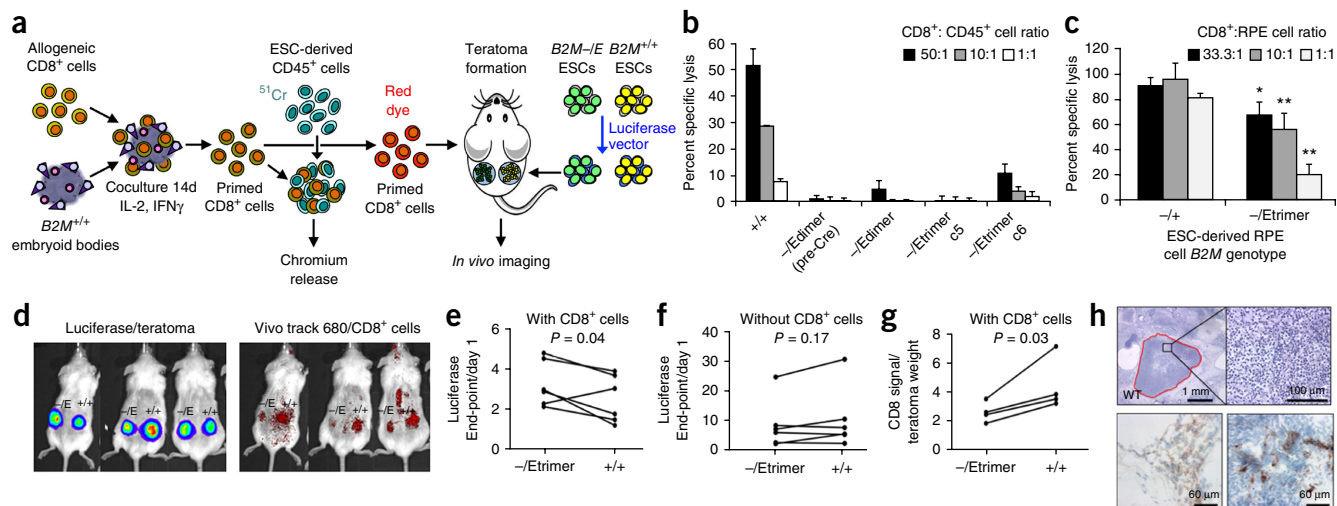 a
Allogeneic
CD8⁺ cells
B2M⁺/⁺
embryoid bodies
Coculture 14d
IL-2, IFNγ
Primed
CD8⁺ cells
ESC-derived
CD45⁺ cells
⁵¹Cr
Chromium
release
Red
dye
Primed
CD8⁺ cells
Teratoma
formation
In vivo imaging
B2M–/E
ESCs
B2M⁺/⁺
ESCs
Luciferase
vector
b
CD8⁺: CD45⁺ cell ratio
50:1
10:1
1:1
Percent specific lysis
60
50
40
30
20
10
0
+/+
–/Edimer
(pre-Cre)
–/Edimer
–/Etrimer
c5
–/Etrimer
c6
c
CD8⁺:RPE cell ratio
33.3:1
10:1
1:1
Percent specific lysis
120
100
80
60
40
20
0
*
**
**
–/+
–/Etrimer
ESC-derived RPE
cell B2M genotype
d
Luciferase/teratoma
–/E
+/+
–/E
+/+
–/E
+/+
Vivo track 680/CD8⁺ cells
–/E
+/+
–/E
+/+
–/E
+/+
e
With CD8⁺ cells
P = 0.04
Luciferase
End-point/day 1
6
4
2
0
–/Etrimer
+/+
f
Without CD8⁺ cells
P = 0.17
Luciferase
End-point/day 1
40
30
20
10
0
–/Etrimer
+/+
g
With CD8⁺ cells
P = 0.03
CD8 signal/
teratoma weight
8
6
4
2
0
–/Etrimer
+/+
h
WT
1 mm
100 µm
60 µm
60 µm